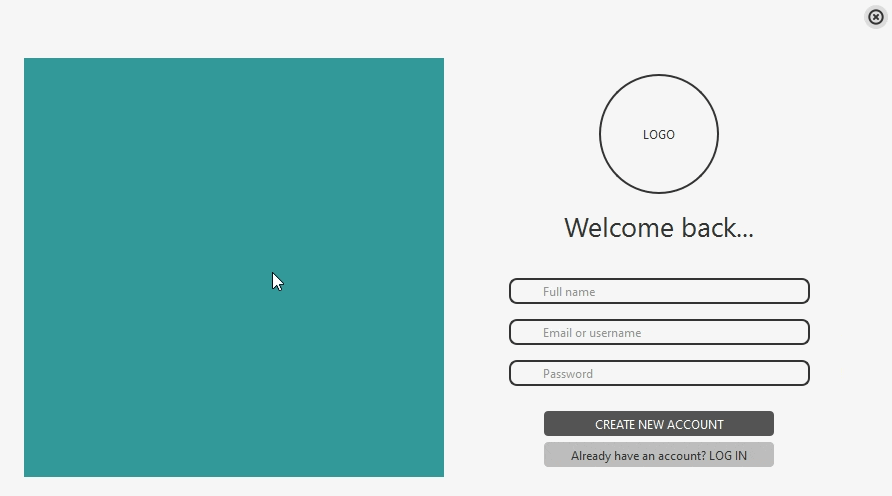 LOGO
Welcome back...
Full name
Email or username
Password
CREATE NEW ACCOUNT
Already have an account? LOG IN